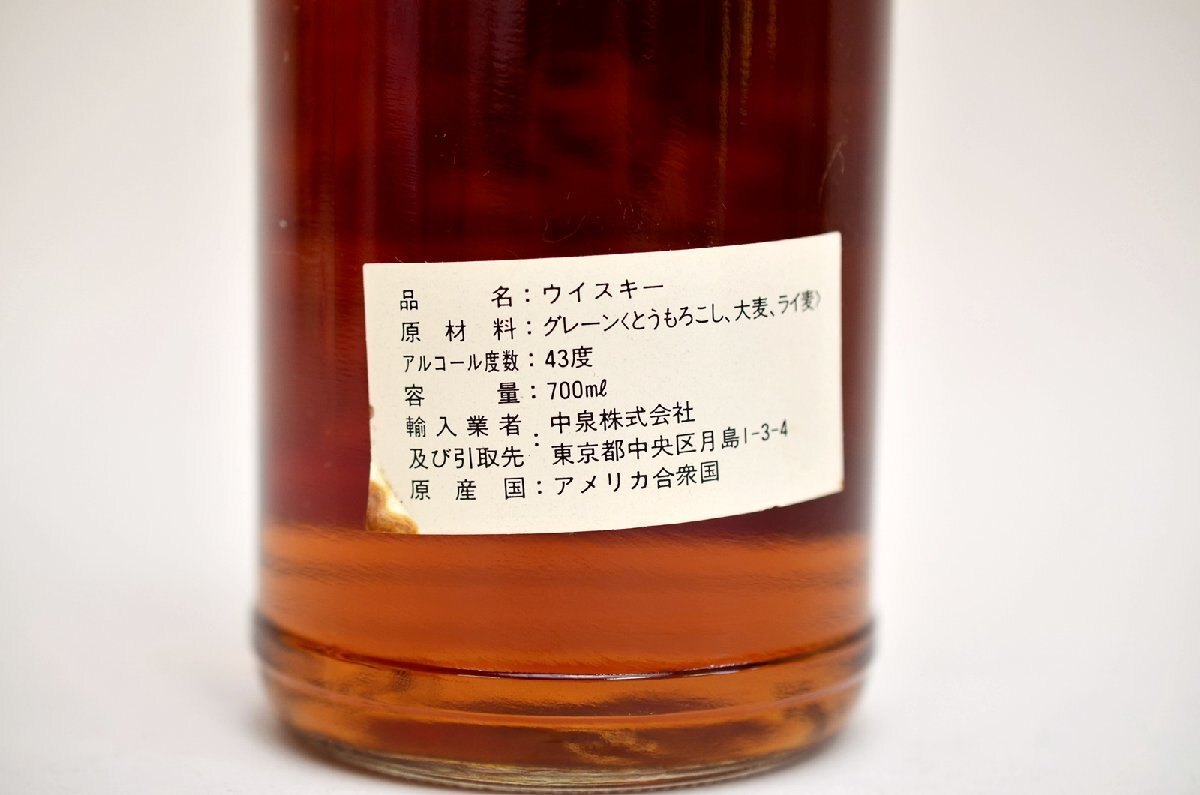 品名：ウイスキー
原材料：グレーン〈とうもろこし、大麦、ライ麦〉
アルコール度数：43度
容量：700mℓ
輸入業者：中泉株式会社
及び引取先 東京都中央区月島1-3-4
原産国：アメリカ合衆国